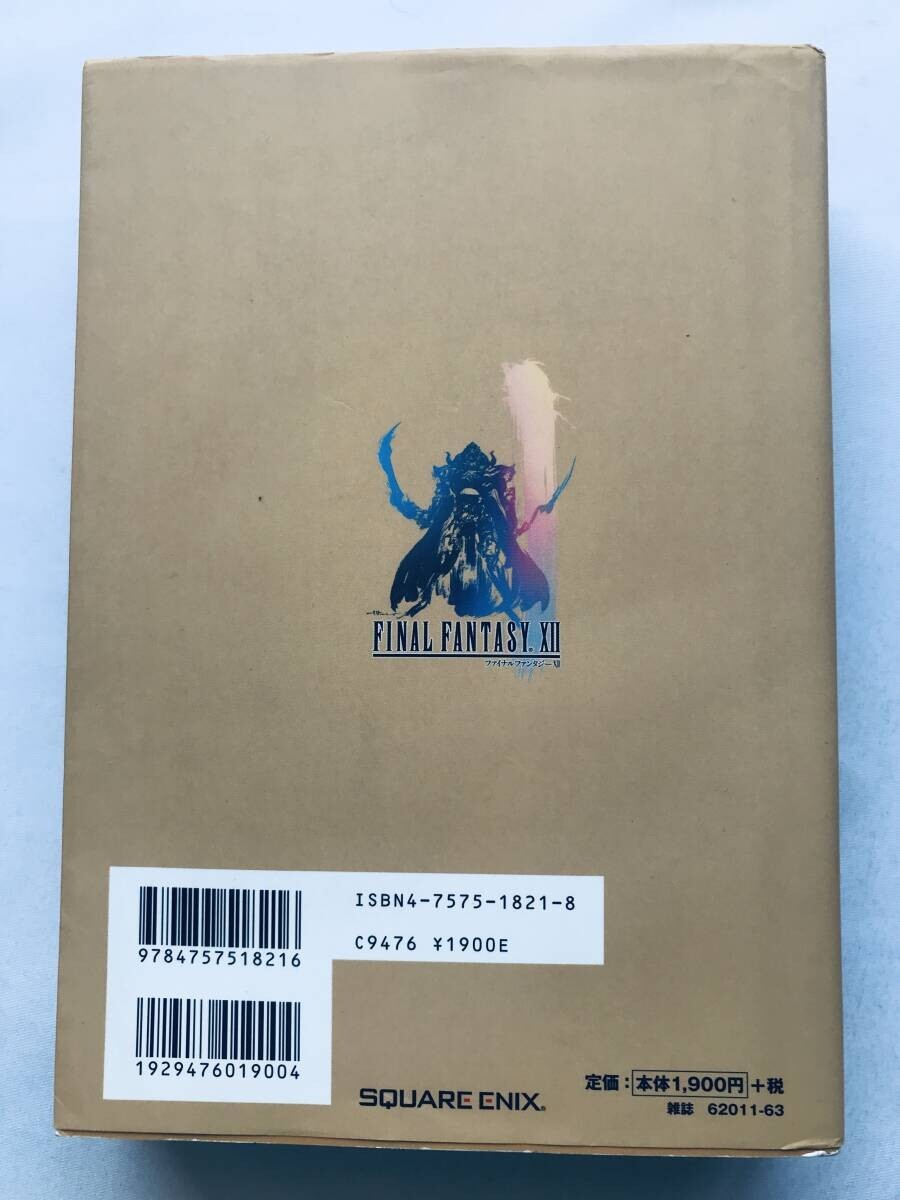 FINAL FANTASY® XII
ファイナルファンタジーXII
ISBN4-7575-1821-8
C9476 ¥1900E
9784757518216
1929476019004
SQUARE ENIX®
定価：本体1,900円＋税
雑誌 62011-63